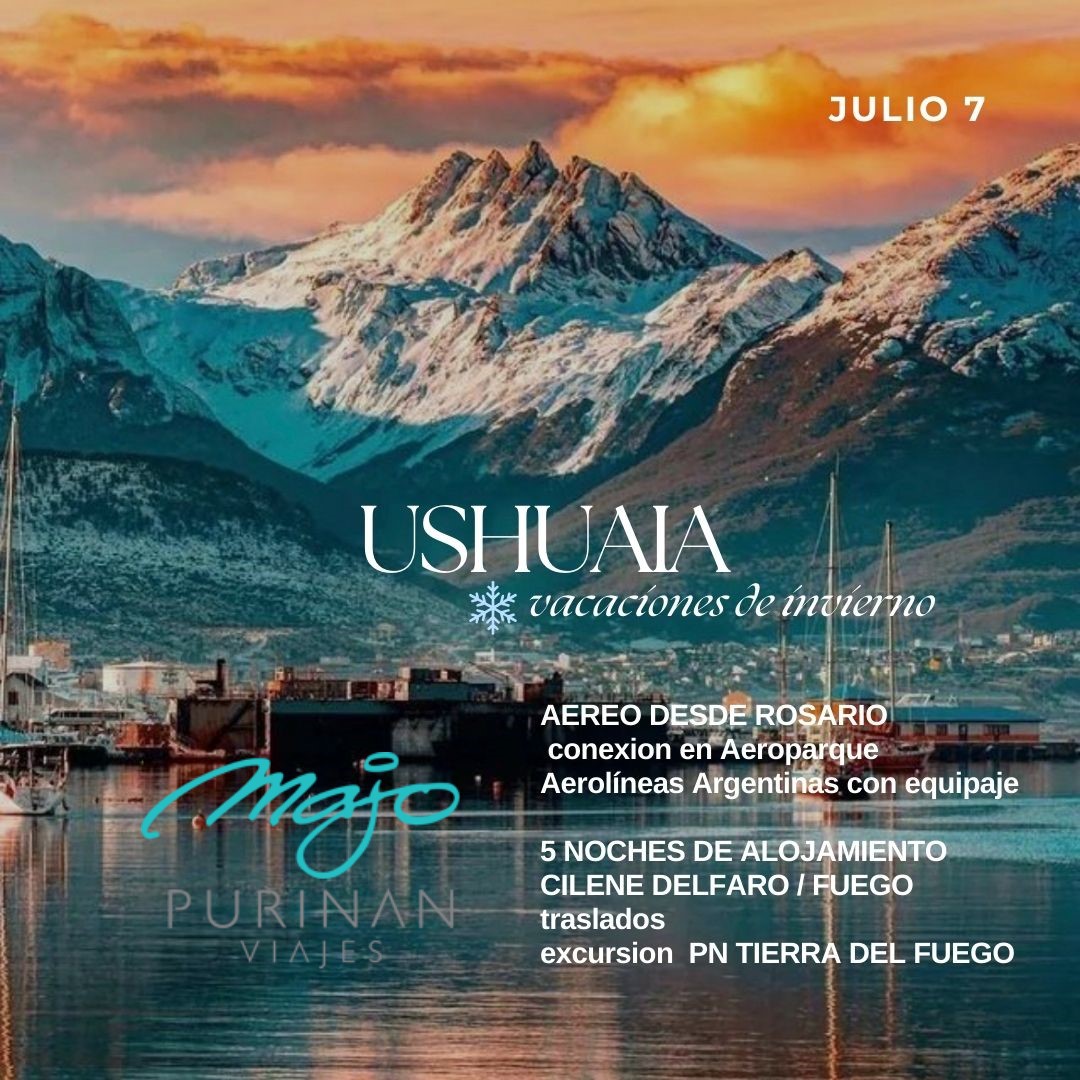 JULIO 7
USHUAIA
vacaciones de invierno
AEREO DESDE ROSARIO
conexion en Aeroparque
Aerolíneas Argentinas con equipaje
5 NOCHES DE ALOJAMIENTO
CILENE DELFARO / FUEGO
traslados
excursion PN TIERRA DEL FUEGO
majo
PURINAN
VIAJES